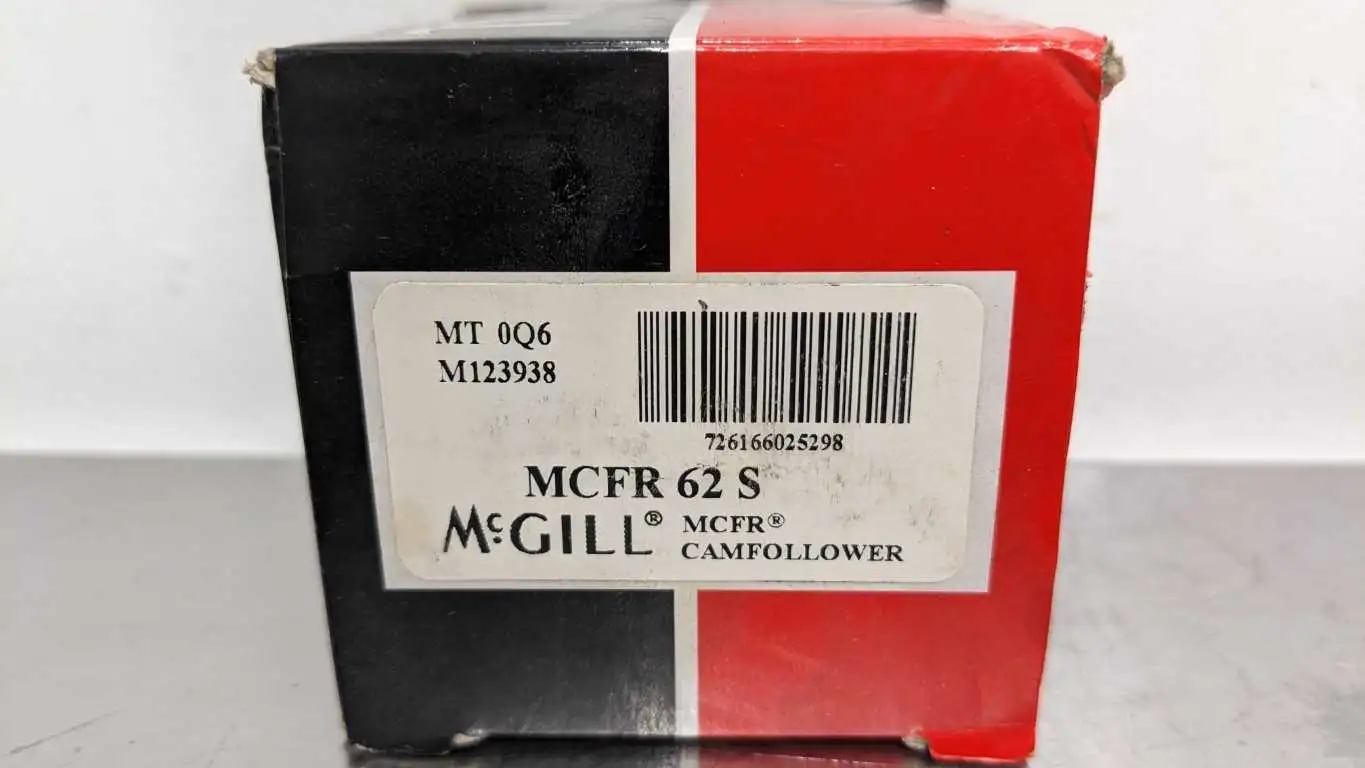 MT 0Q6
M123938
726166025298
MCFR 62 S
McGILL® MCFR®
CAMFOLLOWER